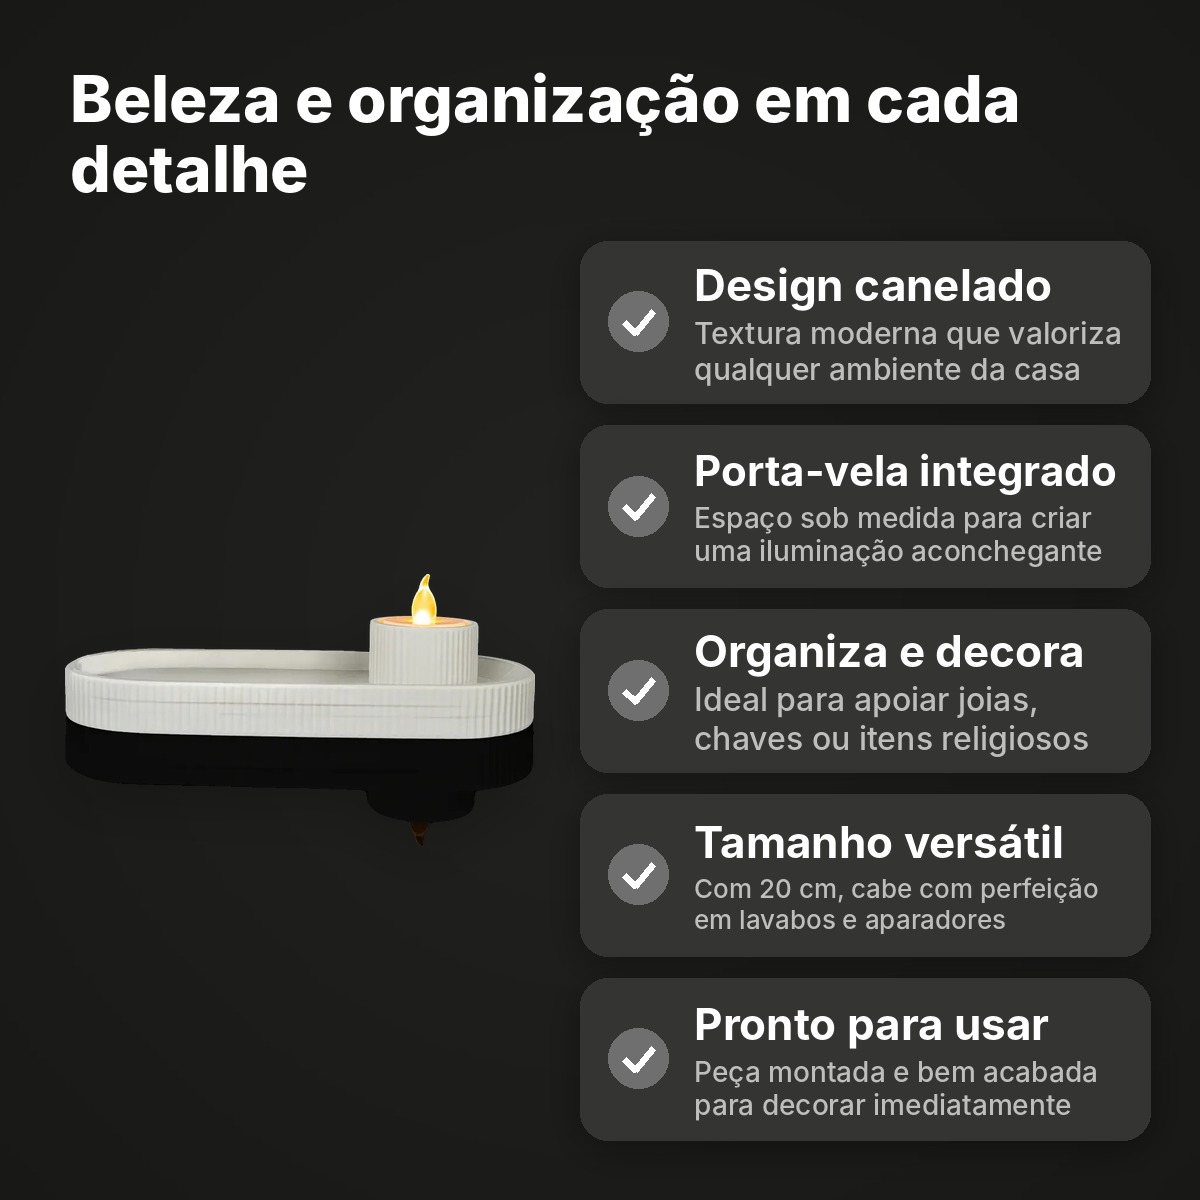 Beleza e organização em cada
detalhe
Design canelado
Textura moderna que valoriza
qualquer ambiente da casa
Porta-vela integrado
Espaço sob medida para criar
uma iluminação aconchegante
Organiza e decora
Ideal para apoiar joias,
chaves ou itens religiosos
Tamanho versátil
Com 20 cm, cabe com perfeição
em lavabos e aparadores
Pronto para usar
Peça montada e bem acabada
para decorar imediatamente